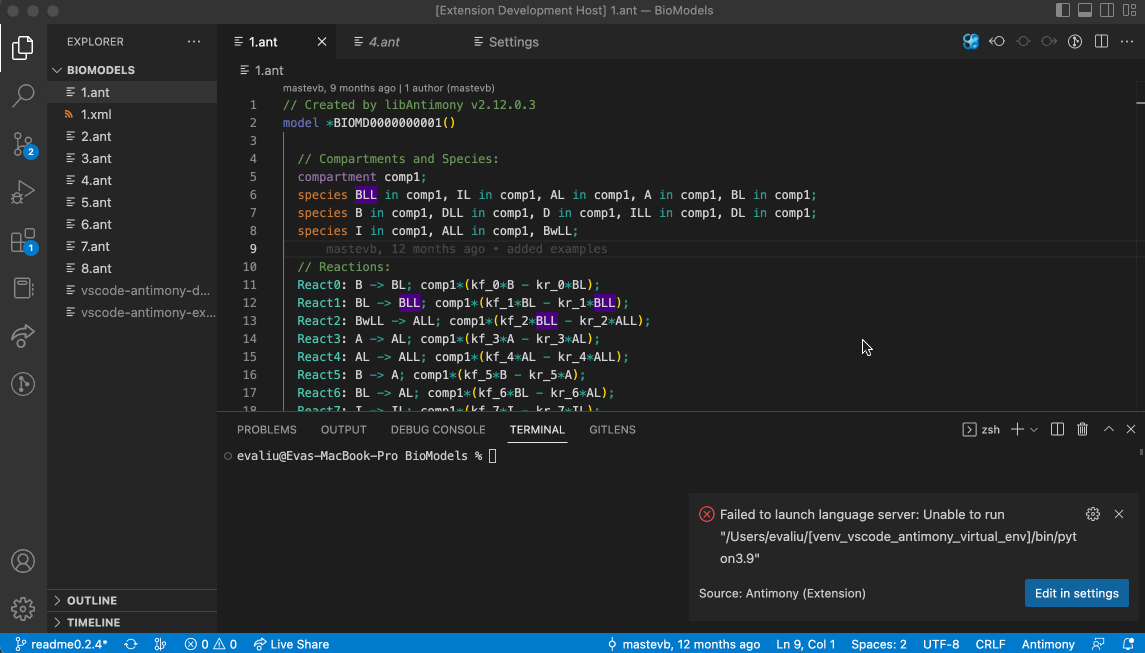 [Extension Development Host] 1.ant — BioModels
EXPLORER
BIOMODELS
1.ant
1.xml
2.ant
3.ant
4.ant
5.ant
6.ant
7.ant
8.ant
vscode-antimony-d...
vscode-antimony-ex...
OUTLINE
TIMELINE
2
1
1.ant
4.ant
Settings
1.ant
mastevb, 9 months ago | 1 author (mastevb)
1 // Created by libAntimony v2.12.0.3
2 model *BIOMD0000000001()
3
4 // Compartments and Species:
5 compartment comp1;
6 species BLL in comp1, IL in comp1, AL in comp1, A in comp1, BL in comp1;
7 species B in comp1, DLL in comp1, D in comp1, ILL in comp1, DL in comp1;
8 species I in comp1, ALL in comp1, BwLL;
9 mastevb, 12 months ago • added examples
10 // Reactions:
11 React0: B -> BL; comp1*(kf_0*B - kr_0*BL);
12 React1: BL -> BLL; comp1*(kf_1*BL - kr_1*BLL);
13 React2: BwLL -> ALL; comp1*(kf_2*BLL - kr_2*ALL);
14 React3: A -> AL; comp1*(kf_3*A - kr_3*AL);
15 React4: AL -> ALL; comp1*(kf_4*AL - kr_4*ALL);
16 React5: B -> A; comp1*(kf_5*B - kr_5*A);
17 React6: BL -> AL; comp1*(kf_6*BL - kr_6*AL);
18 React7: I -> IL; comp1*(kf_7*I - kr_7*IL);
PROBLEMS OUTPUT DEBUG CONSOLE TERMINAL GITLENS
zsh
evaliu@Evas-MacBook-Pro BioModels %
Failed to launch language server: Unable to run
"/Users/evaliu/[venv_vscode_antimony_virtual_env]/bin/pyt
on3.9"
Source: Antimony (Extension)
Edit in settings
readme0.2.4* 0 0 Live Share mastevb, 12 months ago Ln 9, Col 1 Spaces: 2 UTF-8 CRLF Antimony